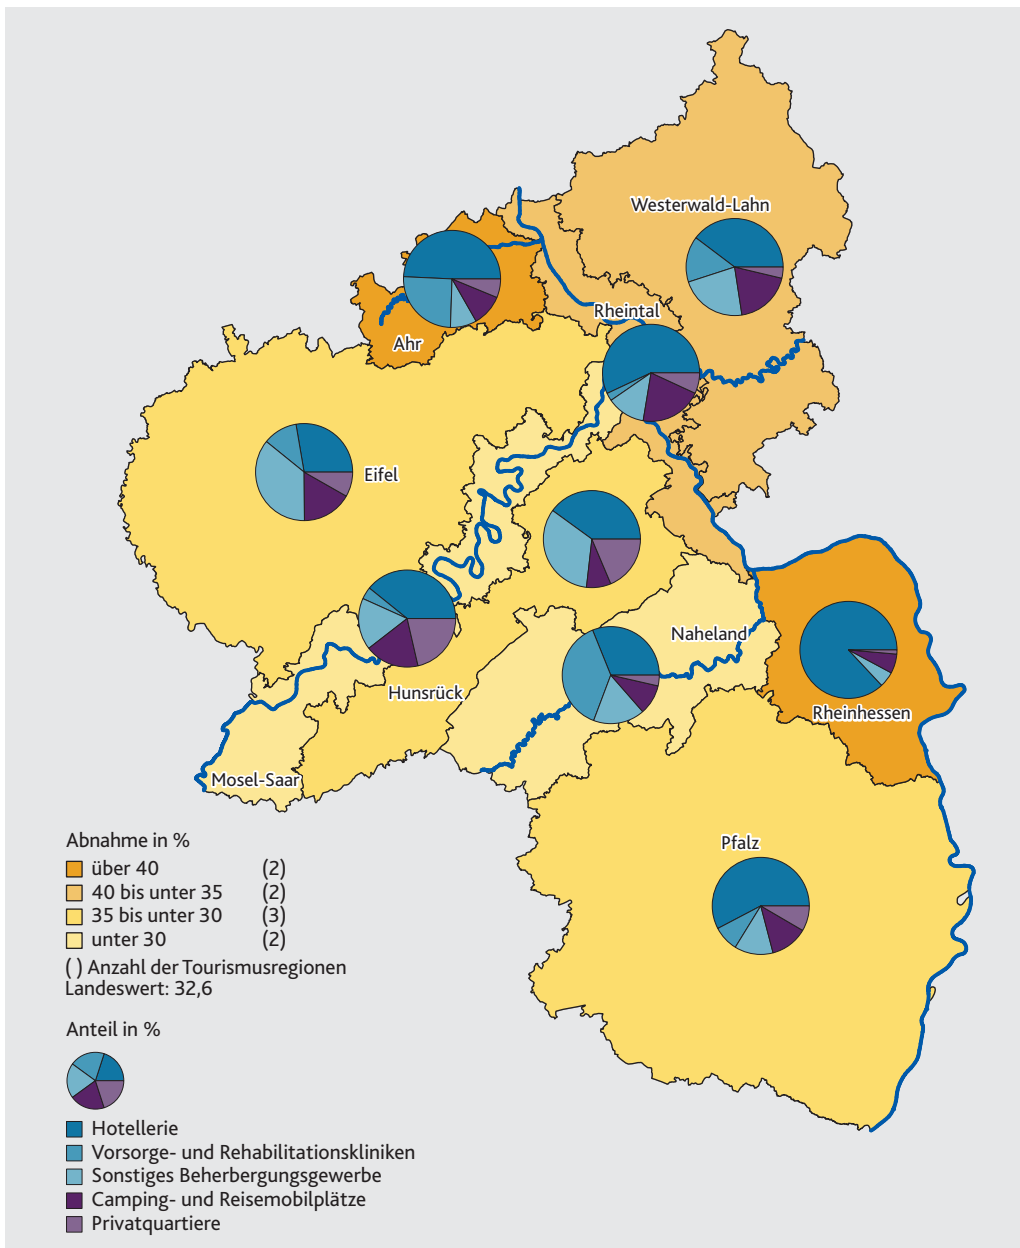 Westerwald-Lahn
Rheintal
Ahr
Eifel
Naheland
Hunsrück
Rheinhessen
Mosel-Saar
Pfalz
Abnahme in %
über 40 (2)
40 bis unter 35 (2)
35 bis unter 30 (3)
unter 30 (2)
( ) Anzahl der Tourismusregionen
Landeswert: 32,6
Anteil in %
Hotellerie
Vorsorge- und Rehabilitationskliniken
Sonstiges Beherbergungsgewerbe
Camping- und Reisemobilplätze
Privatquartiere